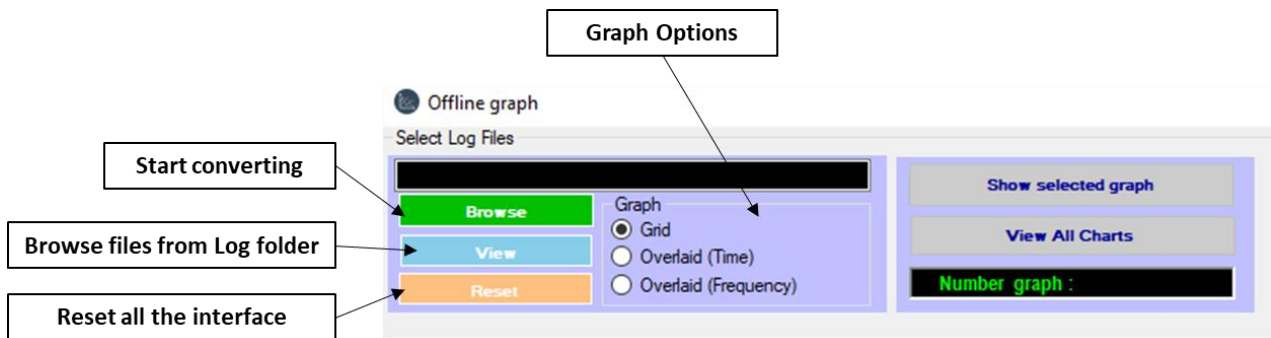 Graph Options
Offline graph
Select Log Files
Start converting
Browse files from Log folder
Reset all the interface
Browse
View
Reset
Graph
Grid
Overlaid (Time)
Overlaid (Frequency)
Show selected graph
View All Charts
Number graph :